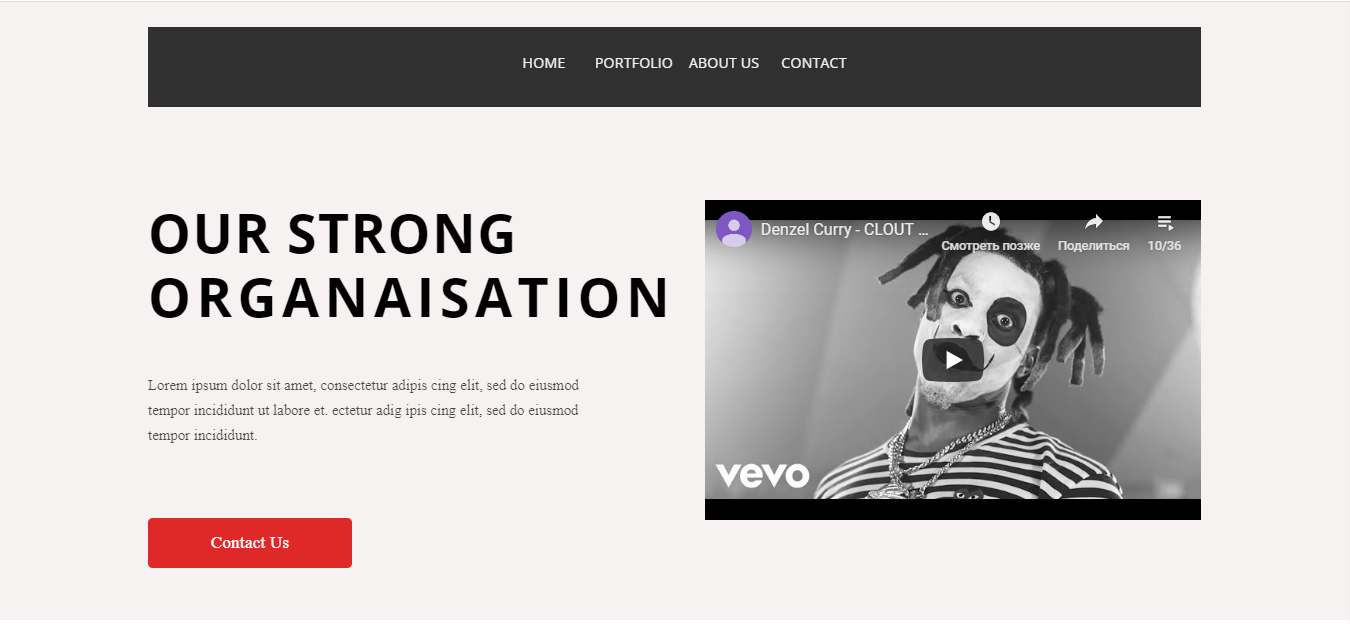 HOME PORTFOLIO ABOUT US CONTACT
OUR STRONG
ORGANAISATION
Lorem ipsum dolor sit amet, consectetur adipis cing elit, sed do eiusmod
tempor incididunt ut labore et. ectetur adig ipis cing elit, sed do eiusmod
tempor incididunt.
Contact Us
Denzel Curry - CLOUT ...
Смотреть позже Поделиться 10/36
vevo